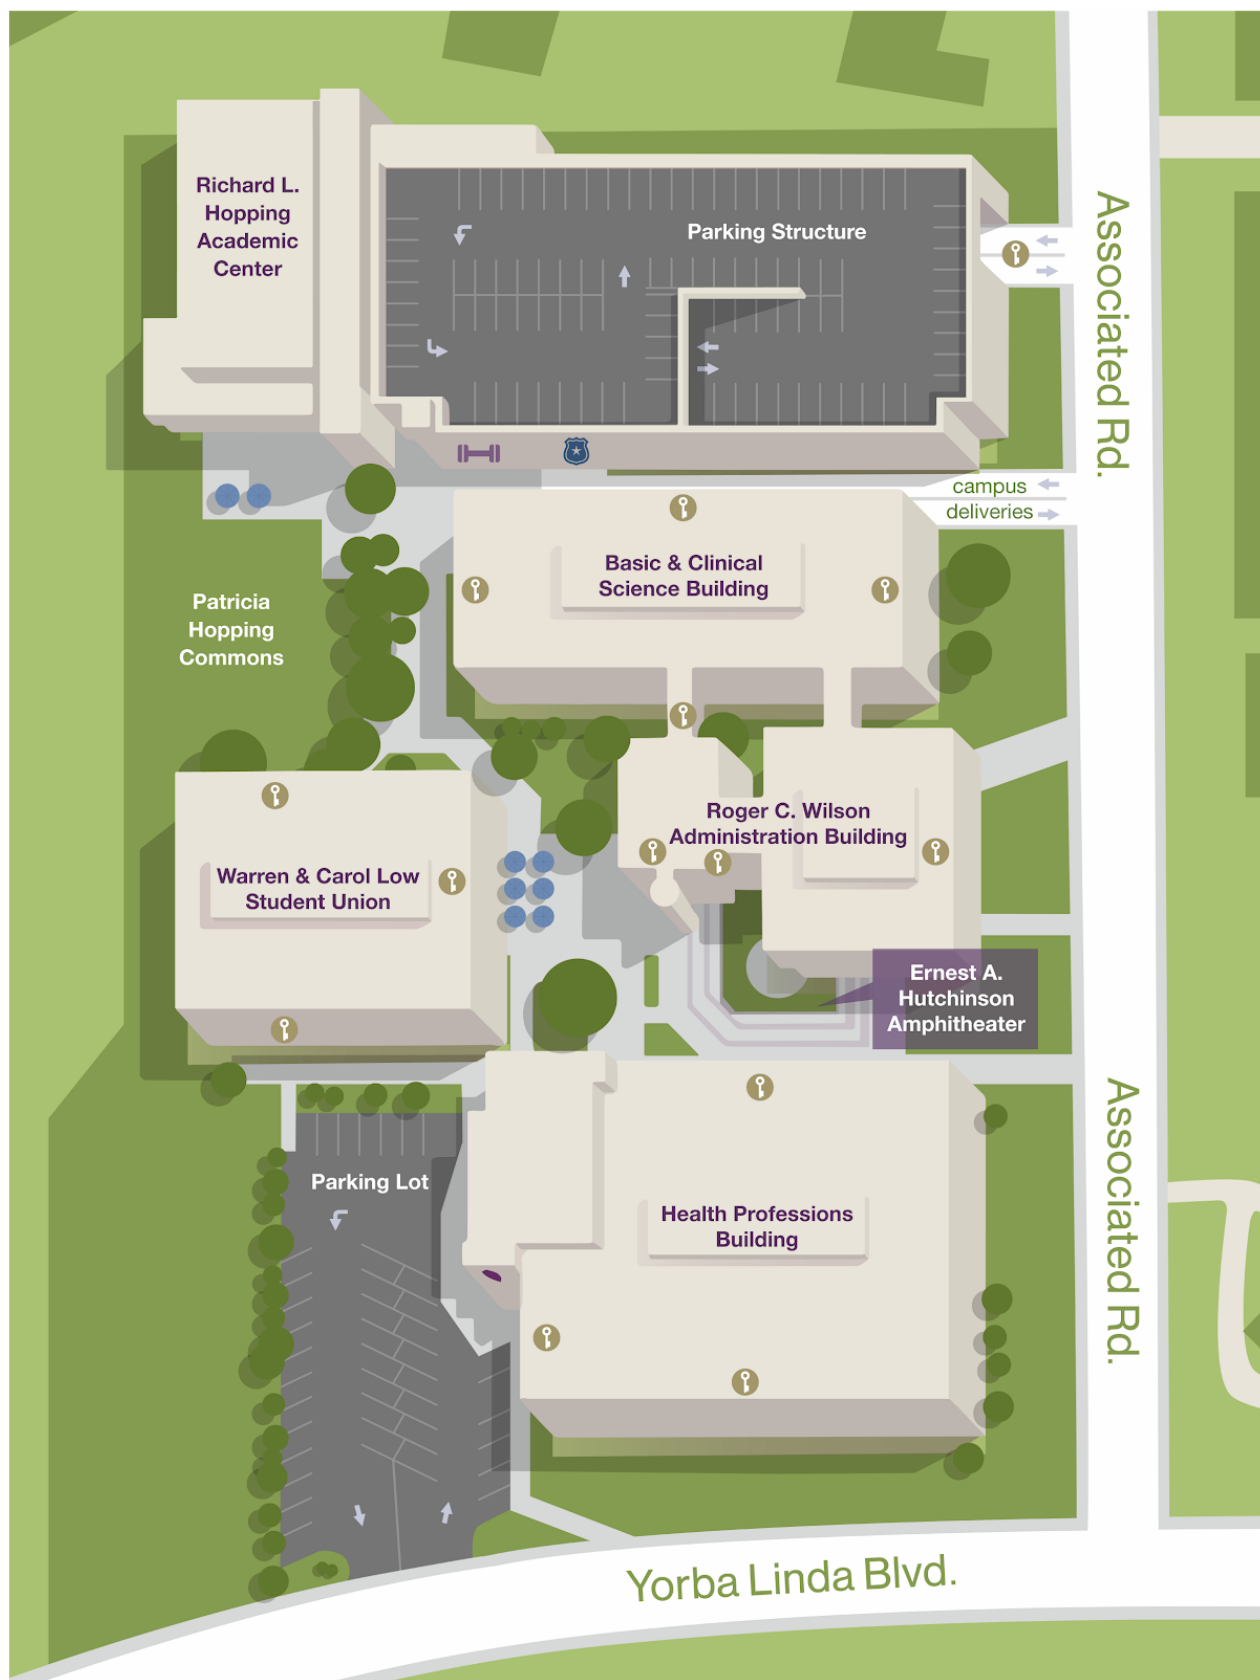 Richard L.
Hopping
Academic
Center
Parking Structure
Associated Rd.
campus
deliveries
Basic & Clinical
Science Building
Patricia
Hopping
Commons
Roger C. Wilson
Administration Building
Warren & Carol Low
Student Union
Ernest A.
Hutchinson
Amphitheater
Associated Rd.
Parking Lot
Health Professions
Building
Yorba Linda Blvd.